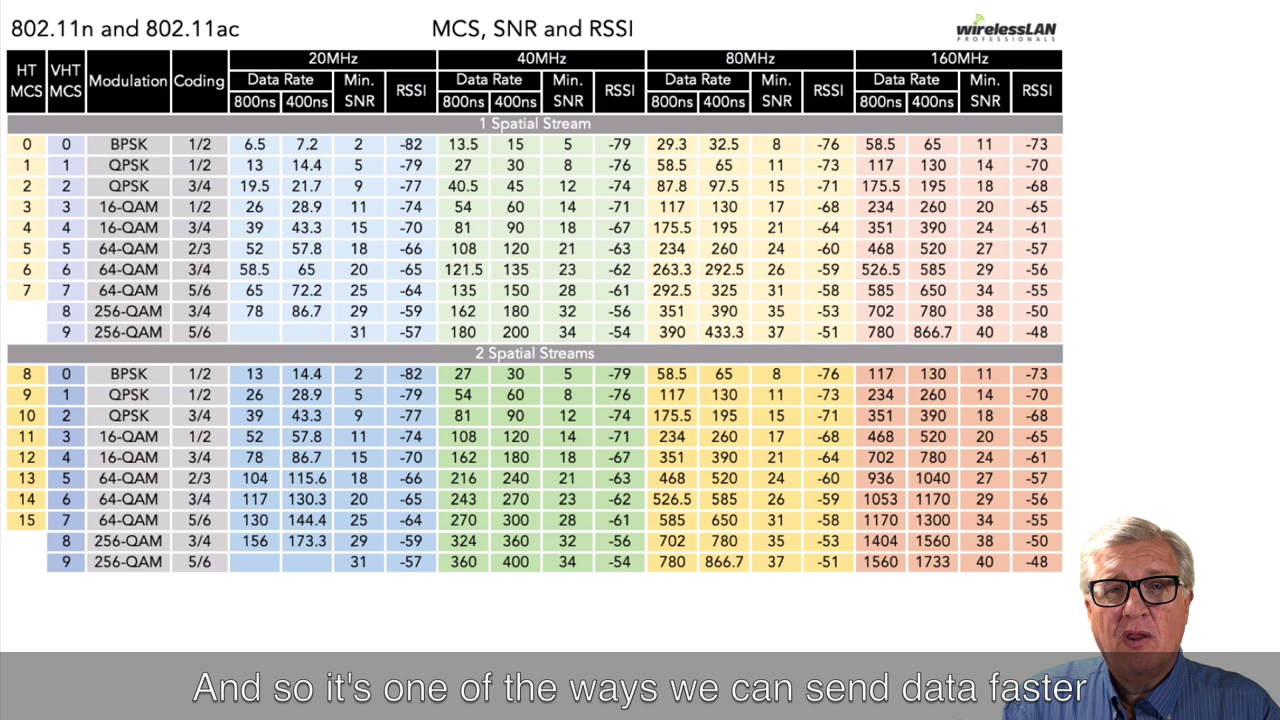 802.11n and 802.11ac MCS, SNR and RSSI wirelessLAN
PROFESSIONALS
HT MCS VHT MCS Modulation Coding 20MHz 40MHz 80MHz 160MHz
Data Rate Min. SNR RSSI Data Rate Min. SNR RSSI Data Rate Min. SNR RSSI Data Rate Min. SNR RSSI
800ns 400ns 800ns 400ns 800ns 400ns 800ns 400ns
1 Spatial Stream
0 0 BPSK 1/2 6.5 7.2 2 -82 13.5 15 5 -79 29.3 32.5 8 -76 58.5 65 11 -73
1 1 QPSK 1/2 13 14.4 5 -79 27 30 8 -76 58.5 65 11 -73 117 130 14 -70
2 2 QPSK 3/4 19.5 21.7 9 -77 40.5 45 12 -74 87.8 97.5 15 -71 175.5 195 18 -68
3 3 16-QAM 1/2 26 28.9 11 -74 54 60 14 -71 117 130 17 -68 234 260 20 -65
4 4 16-QAM 3/4 39 43.3 15 -70 81 90 18 -67 175.5 195 21 -64 351 390 24 -61
5 5 64-QAM 2/3 52 57.8 18 -66 108 120 21 -63 234 260 24 -60 468 520 27 -57
6 6 64-QAM 3/4 58.5 65 20 -65 121.5 135 23 -62 263.3 292.5 26 -59 526.5 585 29 -56
7 7 64-QAM 5/6 65 72.2 25 -64 135 150 28 -61 292.5 325 31 -58 585 650 34 -55
8 256-QAM 3/4 78 86.7 29 -59 162 180 32 -56 351 390 35 -53 702 780 38 -50
9 256-QAM 5/6 31 -57 180 200 34 -54 390 433.3 37 -51 780 866.7 40 -48
2 Spatial Streams
8 0 BPSK 1/2 13 14.4 2 -82 27 30 5 -79 58.5 65 8 -76 117 130 11 -73
9 1 QPSK 1/2 26 28.9 5 -79 54 60 8 -76 117 130 11 -73 234 260 14 -70
10 2 QPSK 3/4 39 43.3 9 -77 81 90 12 -74 175.5 195 15 -71 351 390 18 -68
11 3 16-QAM 1/2 52 57.8 11 -74 108 120 14 -71 234 260 17 -68 468 520 20 -65
12 4 16-QAM 3/4 78 86.7 15 -70 162 180 18 -67 351 390 21 -64 702 780 24 -61
13 5 64-QAM 2/3 104 115.6 18 -66 216 240 21 -63 468 520 24 -60 936 1040 27 -57
14 6 64-QAM 3/4 117 130.3 20 -65 243 270 23 -62 526.5 585 26 -59 1053 1170 29 -56
15 7 64-QAM 5/6 130 144.4 25 -64 270 300 28 -61 585 650 31 -58 1170 1300 34 -55
8 256-QAM 3/4 156 173.3 29 -59 324 360 32 -56 702 780 35 -53 1404 1560 38 -50
9 256-QAM 5/6 31 -57 360 400 34 -54 780 866.7 37 -51 1560 1733 40 -48
And so it's one of the ways we can send data faster